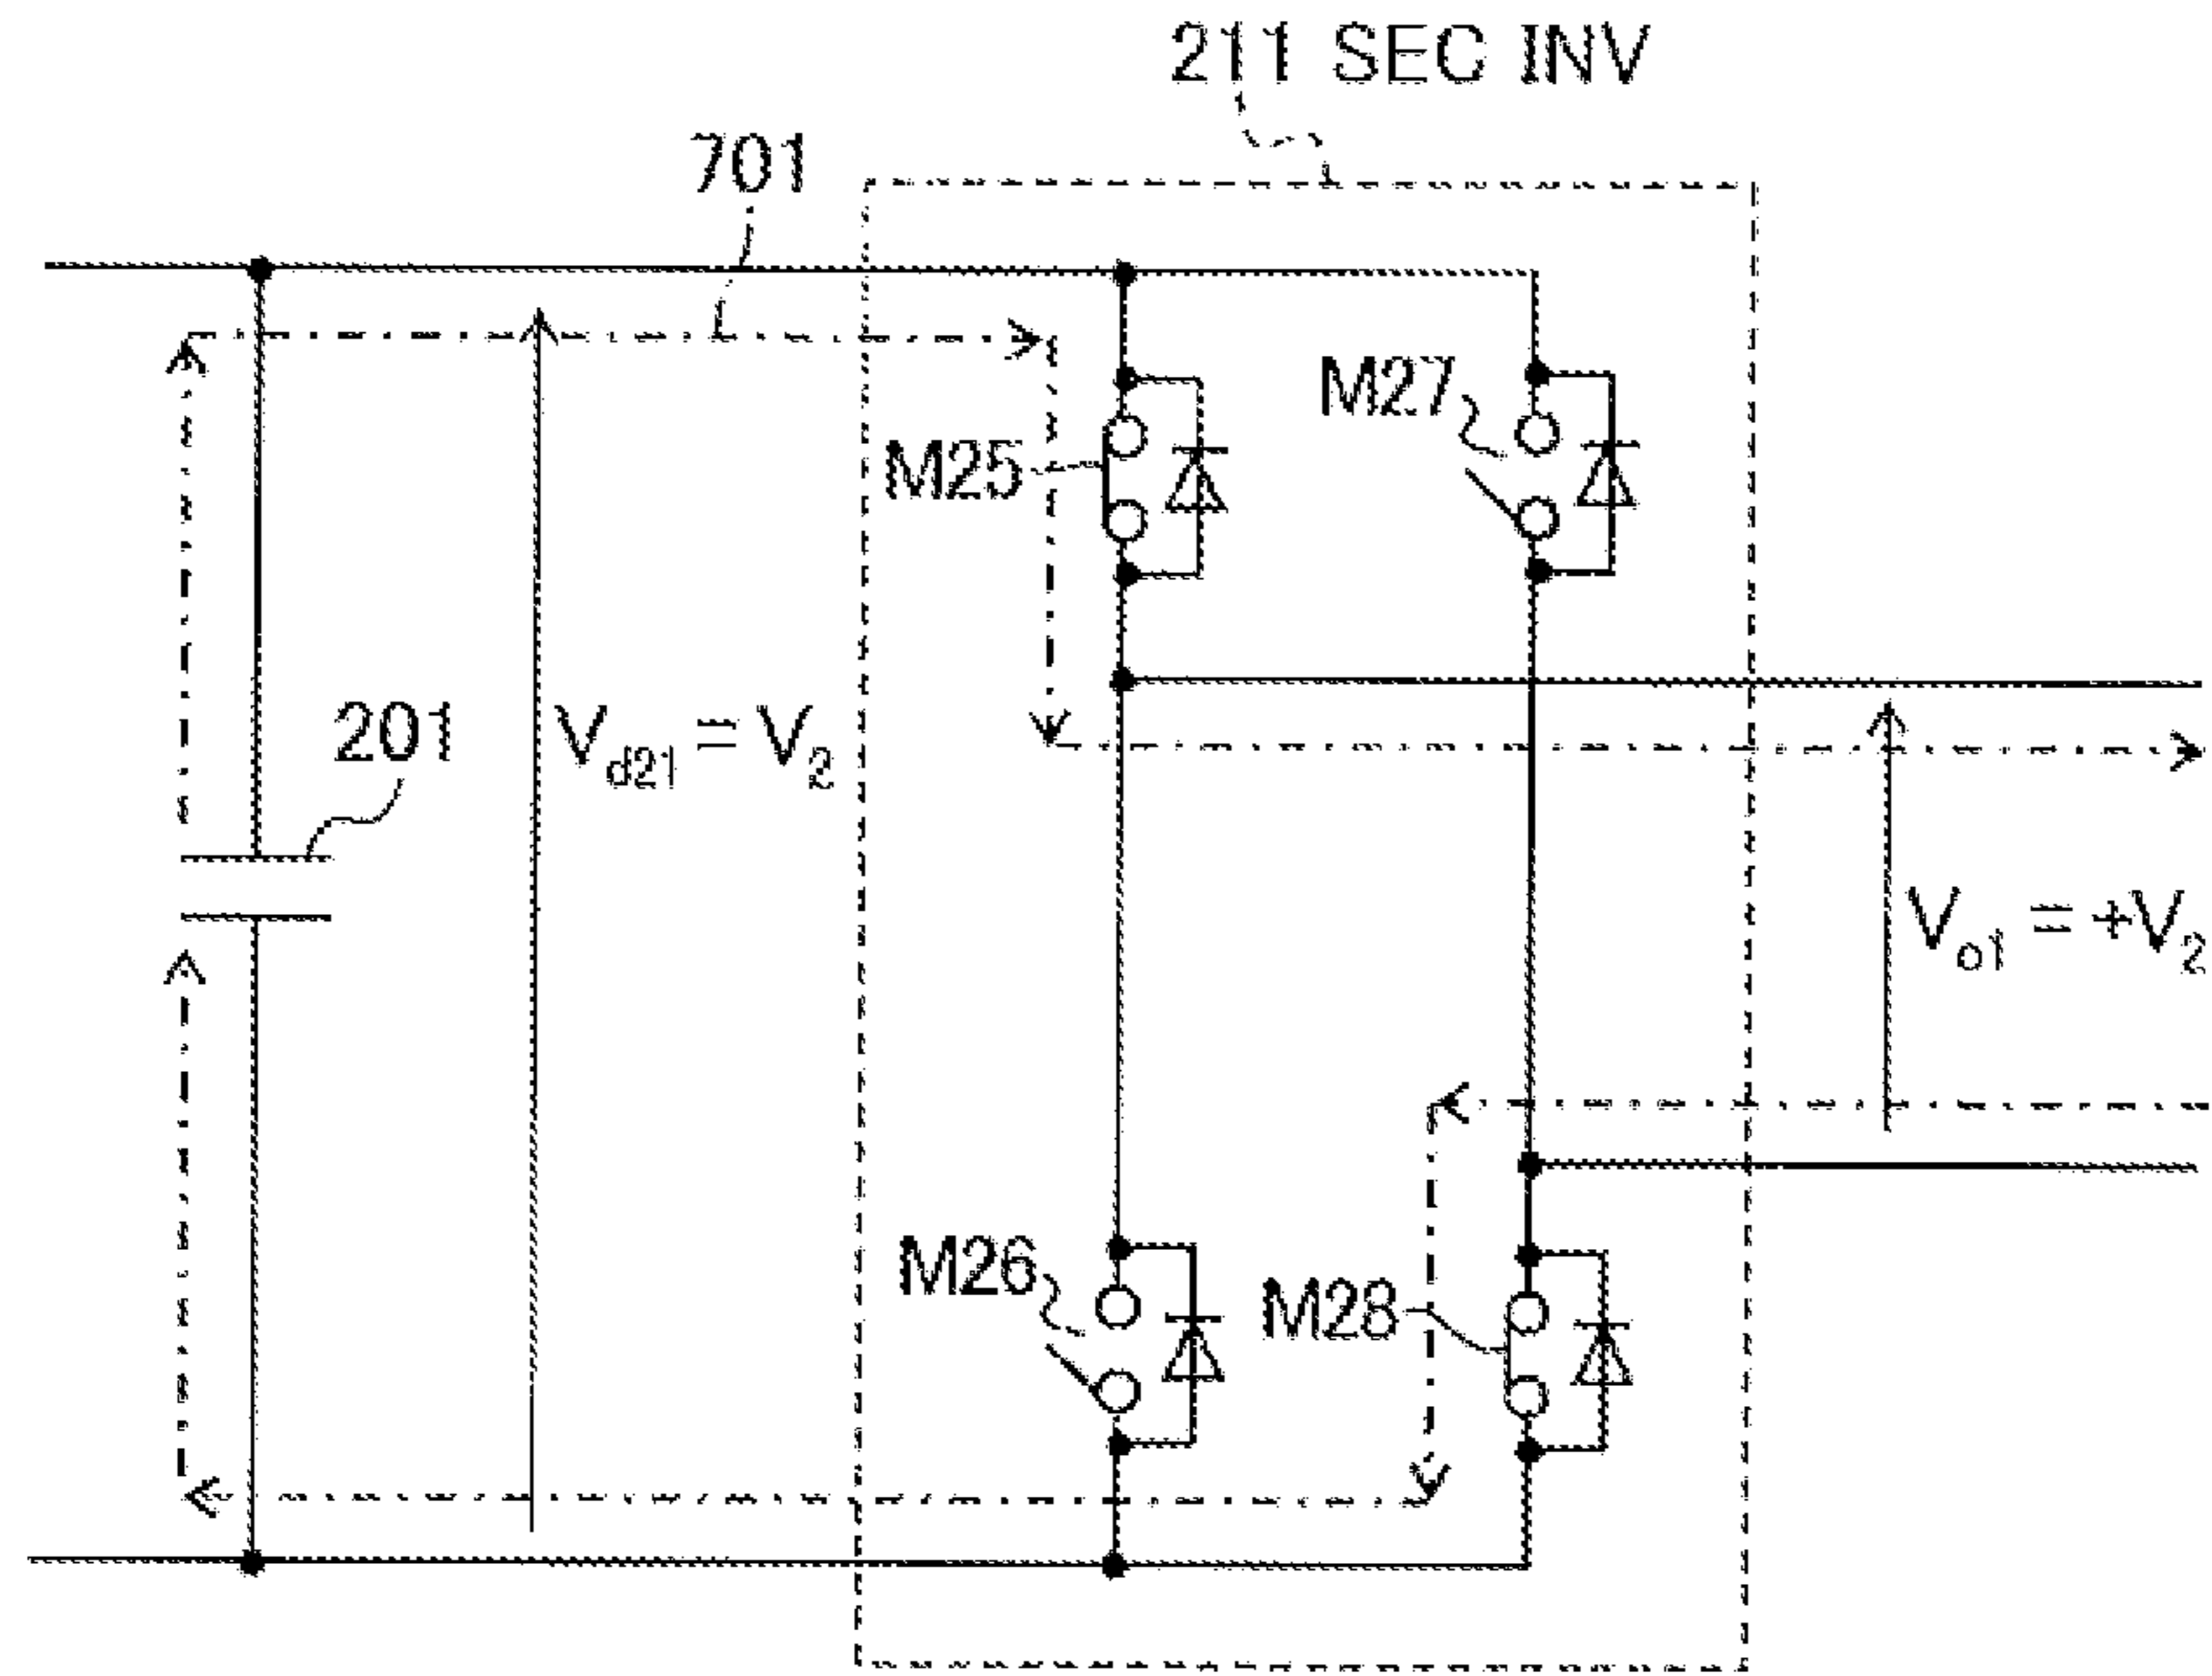 211 SEC INV
701
M27
M25
201
V_d21 = V_2
V_o1 = +V_2
M26
M28